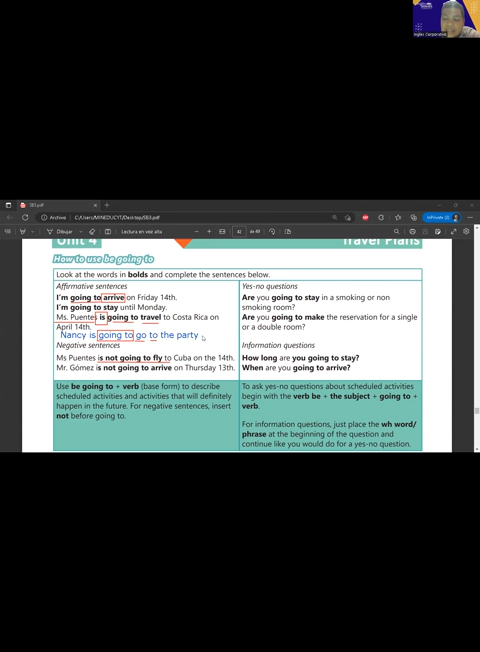 Inglés Corporativo
SB3.pdf
Archivo
C:/Users/MINEDUCYT/Desktop/SB3.pdf
InPrivate
Dibujar
Lectura en voz alta
42
de 49
Unit 4
Travel Plans
How to use be going to
Look at the words in bolds and complete the sentences below.
Affirmative sentences
I'm going to arrive on Friday 14th.
I'm going to stay until Monday.
Ms. Puentes is going to travel to Costa Rica on
April 14th.
Nancy is going to go to the party
Negative sentences
Ms Puentes is not going to fly to Cuba on the 14th.
Mr. Gómez is not going to arrive on Thursday 13th.
Yes-no questions
Are you going to stay in a smoking or non
smoking room?
Are you going to make the reservation for a single
or a double room?
Information questions
How long are you going to stay?
When are you going to arrive?
Use be going to + verb (base form) to describe
scheduled activities and activities that will definitely
happen in the future. For negative sentences, insert
not before going to.
To ask yes-no questions about scheduled activities
begin with the verb be + the subject + going to +
verb.
For information questions, just place the wh word/
phrase at the beginning of the question and
continue like you would do for a yes-no question.